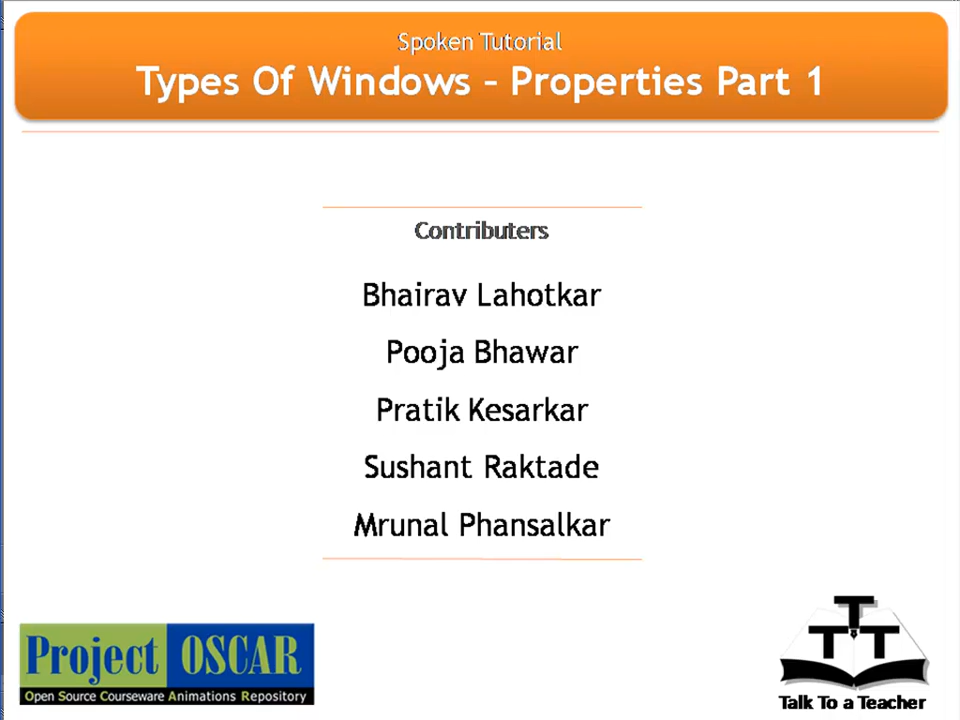 Spoken Tutorial
Types Of Windows – Properties Part 1
Contributers
Bhairav Lahotkar
Pooja Bhawar
Pratik Kesarkar
Sushant Raktade
Mrunal Phansalkar
Project OSCAR
Open Source Courseware Animations Repository
T T T
Talk To a Teacher